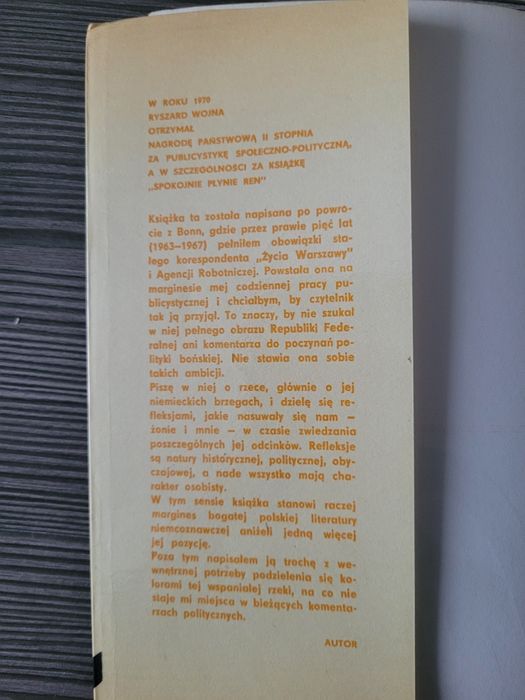 W ROKU 1970
RYSZARD WOJNA
OTRZYMAŁ
NAGRODĘ PAŃSTWOWĄ II STOPNIA
ZA PUBLICYSTYKĘ SPOŁECZNO-POLITYCZNĄ,
A W SZCZEGÓLNOŚCI ZA KSIĄŻKĘ
„SPOKOJNIE PŁYNIE REN"
Książka ta została napisana po powro-
cie z Bonn, gdzie przez prawie pięć lat
(1963–1967) pełniłem obowiązki sta-
łego korespondenta „Życia Warszawy"
i Agencji Robotniczej. Powstała ona na
marginesie mej codziennej pracy pu-
blicystycznej i chciałbym, by czytelnik
tak ją przyjął. To znaczy, by nie szukał
w niej pełnego obrazu Republiki Fede-
ralnej ani komentarza do poczynań po-
lityki bońskiej. Nie stawia ona sobie
takich ambicji.
Piszę w niej o rzece, głównie o jej
niemieckich brzegach, i dzielę się re-
fleksjami, jakie nasuwały się nam –
żonie i mnie – w czasie zwiedzania
poszczególnych jej odcinków. Refleksje
są natury historycznej, politycznej, oby-
czajowej, a nade wszystko mają cha-
rakter osobisty.
W tym sensie książka stanowi raczej
margines bogatej polskiej literatury
niemcoznawczej aniżeli jedną więcej
jej pozycję.
Poza tym napisałem ją trochę z we-
wnętrznej potrzeby podzielenia się ko-
lorami tej wspaniałej rzeki, na co nie
staje mi miejsca w bieżących komenta-
rzach politycznych.
AUTOR